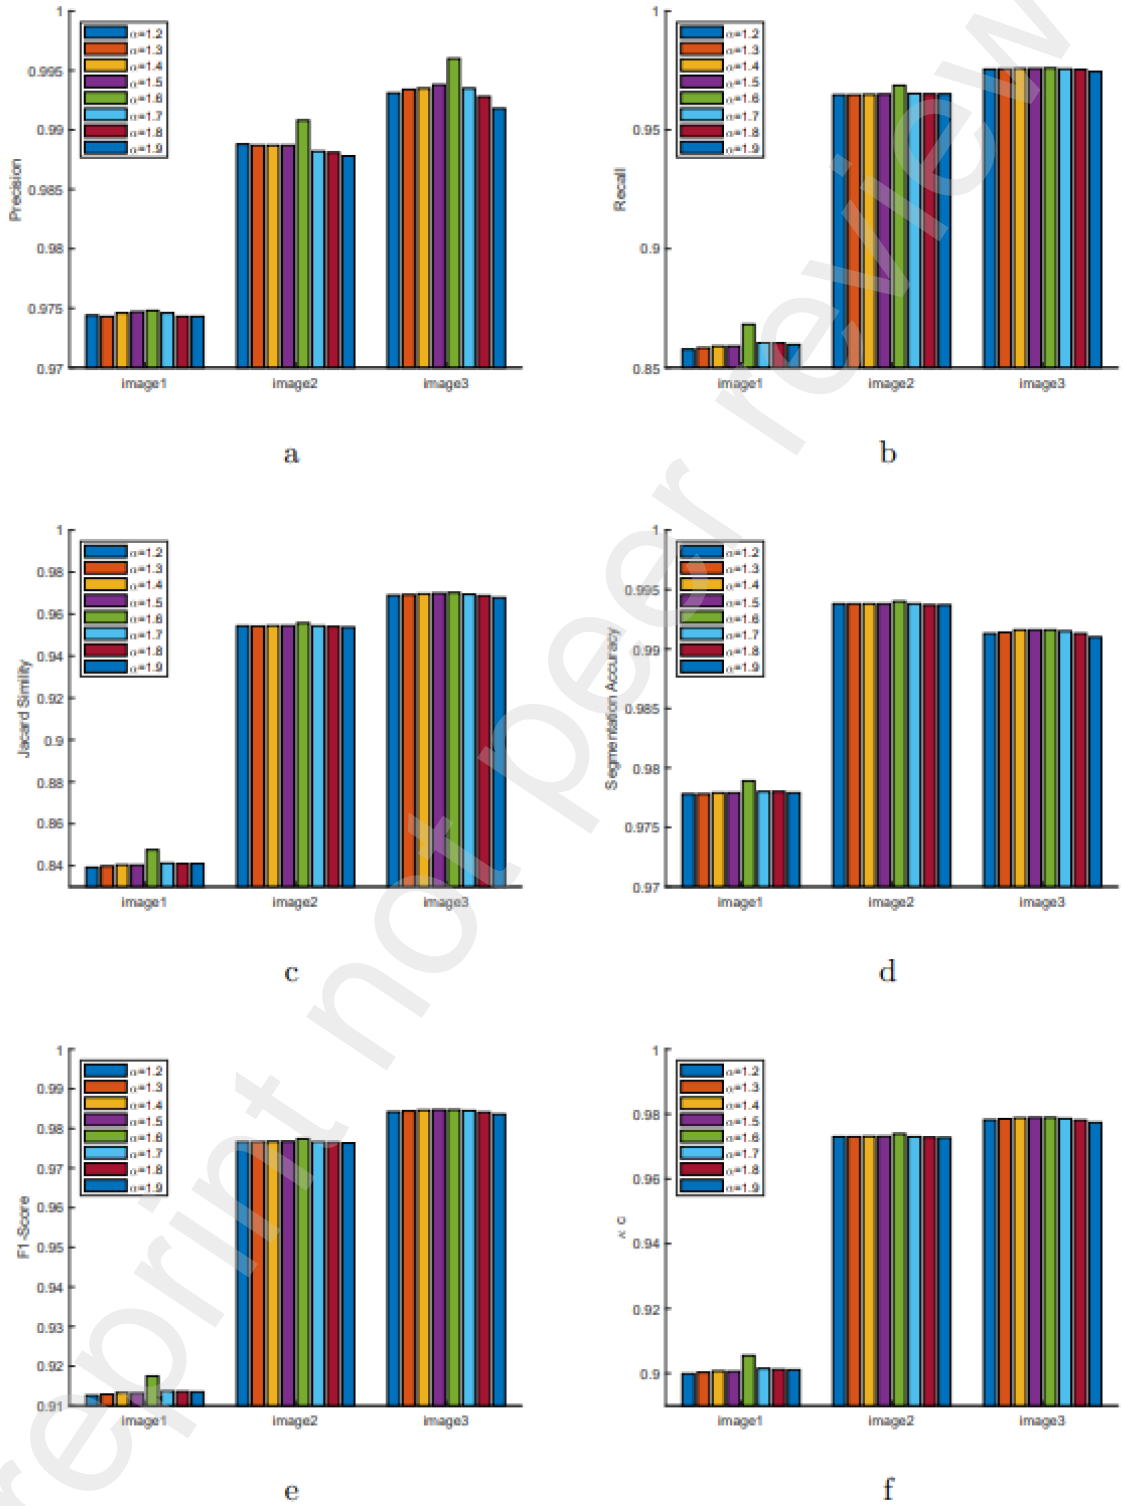 1
0.995
0.99
0.985
0.98
0.975
0.97
Precision
α=1.2
α=1.3
α=1.4
α=1.5
α=1.6
α=1.7
α=1.8
α=1.9
image1
image2
image3
a
1
0.95
0.9
0.85
Recall
α=1.2
α=1.3
α=1.4
α=1.5
α=1.6
α=1.7
α=1.8
α=1.9
image1
image2
image3
b
1
0.98
0.96
0.94
0.92
0.9
0.88
0.86
0.84
Jacard Simility
α=1.2
α=1.3
α=1.4
α=1.5
α=1.6
α=1.7
α=1.8
α=1.9
image1
image2
image3
c
1
0.995
0.99
0.985
0.98
0.975
0.97
Segmentation Accuracy
α=1.2
α=1.3
α=1.4
α=1.5
α=1.6
α=1.7
α=1.8
α=1.9
image1
image2
image3
d
1
0.99
0.98
0.97
0.96
0.95
0.94
0.93
0.92
0.91
F1-Score
α=1.2
α=1.3
α=1.4
α=1.5
α=1.6
α=1.7
α=1.8
α=1.9
image1
image2
image3
e
1
0.98
0.96
0.94
0.92
0.9
α=1.2
α=1.3
α=1.4
α=1.5
α=1.6
α=1.7
α=1.8
α=1.9
image1
image2
image3
f
reprint not peer review